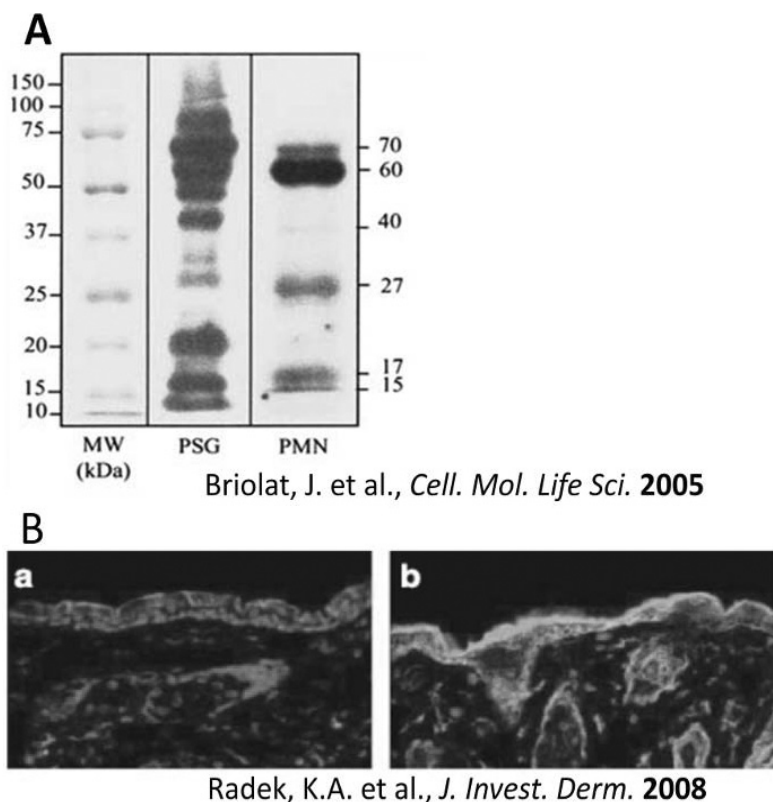 A
150
100
75
50
37
25
20
15
10
70
60
40
27
17
15
MW
(kDa)
PSG
PMN
Briolat, J. et al., Cell. Mol. Life Sci. 2005
B
a
b
Radek, K.A. et al., J. Invest. Derm. 2008